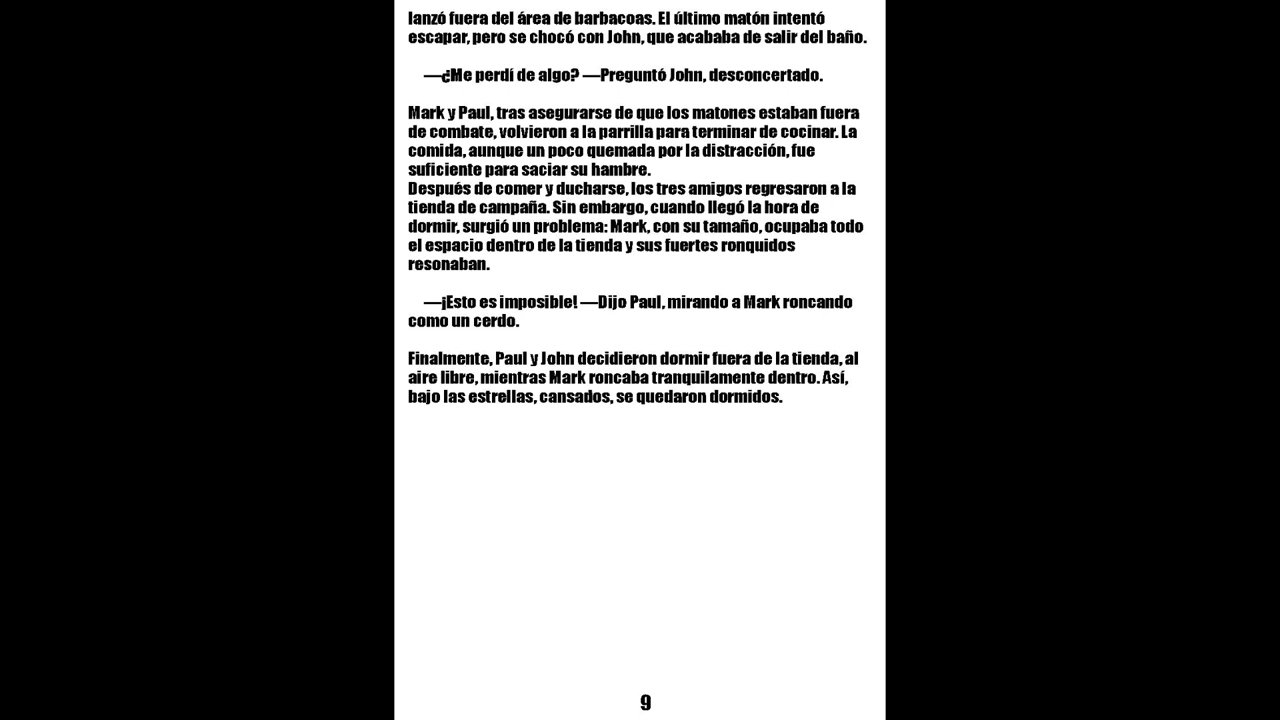 lanzó fuera del área de barbacoas. El último matón intentó
escapar, pero se chocó con John, que acababa de salir del baño.
—¿Me perdí de algo? —Preguntó John, desconcertado.
Mark y Paul, tras asegurarse de que los matones estaban fuera
de combate, volvieron a la parrilla para terminar de cocinar. La
comida, aunque un poco quemada por la distracción, fue
suficiente para saciar su hambre.
Después de comer y ducharse, los tres amigos regresaron a la
tienda de campaña. Sin embargo, cuando llegó la hora de
dormir, surgió un problema: Mark, con su tamaño, ocupaba todo
el espacio dentro de la tienda y sus fuertes ronquidos
resonaban.
—¡Esto es imposible! —Dijo Paul, mirando a Mark roncando
como un cerdo.
Finalmente, Paul y John decidieron dormir fuera de la tienda, al
aire libre, mientras Mark roncaba tranquilamente dentro. Así,
bajo las estrellas, cansados, se quedaron dormidos.
9